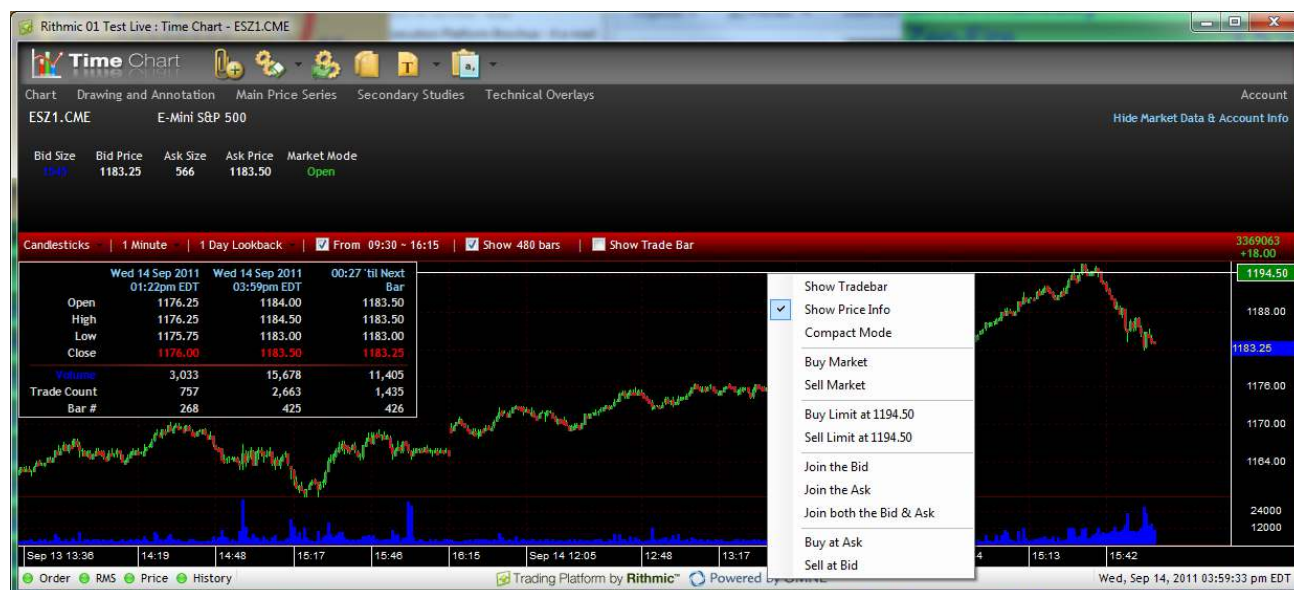 Rithmic 01 Test Live : Time Chart - ESZ1.CME
Time Chart
Chart Drawing and Annotation Main Price Series Secondary Studies Technical Overlays Account
ESZ1.CME E-Mini S&P 500 Hide Market Data & Account Info
Bid Size Bid Price Ask Size Ask Price Market Mode
1183.25 566 1183.50 Open
Candlesticks | 1 Minute | 1 Day Lookback | From 09:30 ~ 16:15 | Show 480 bars | Show Trade Bar
3369063
+18.00
Wed 14 Sep 2011 Wed 14 Sep 2011 00:27 'til Next
01:22pm EDT 03:59pm EDT Bar
Open 1176.25 1184.00 1183.50
High 1176.25 1184.50 1183.50
Low 1175.75 1183.00 1183.00
Close 1176.00 1183.50 1183.25
Volume 3,033 15,678 11,405
Trade Count 757 2,663 1,435
Bar # 268 425 426
Show Tradebar
Show Price Info
Compact Mode
Buy Market
Sell Market
Buy Limit at 1194.50
Sell Limit at 1194.50
Join the Bid
Join the Ask
Join both the Bid & Ask
Buy at Ask
Sell at Bid
1194.50
1188.00
1183.25
1176.00
1170.00
1164.00
24000
12000
Sep 13 13:36 14:19 14:48 15:17 15:46 16:15 Sep 14 12:05 12:48 13:17 15:13 15:42
Order RMS Price History Trading Platform by Rithmic™ Powered by Wed, Sep 14, 2011 03:59:33 pm EDT